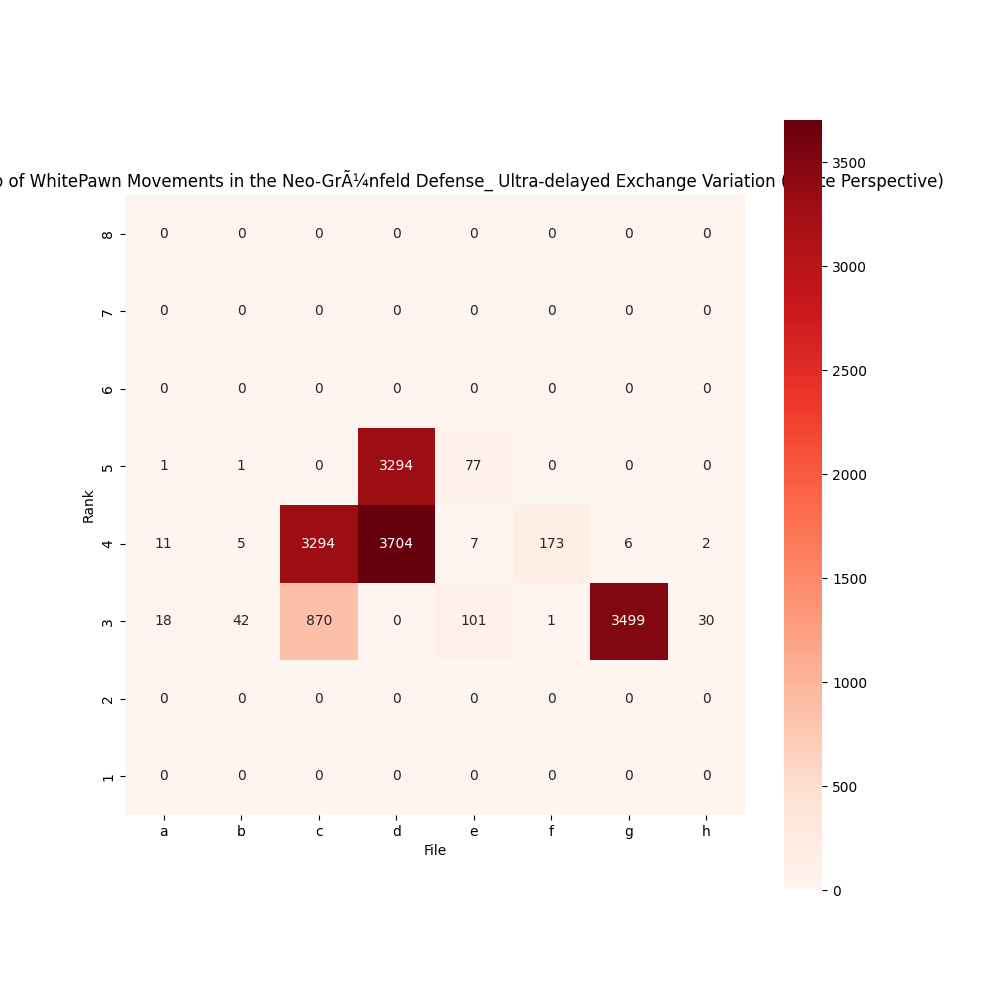 of WhitePawn Movements in the Neo-GrÃ¼nfeld Defense_ Ultra-delayed Exchange Variation ( Perspective)
3500
8 0 0 0 0 0 0 0 0
3000
7 0 0 0 0 0 0 0 0
6 0 0 0 0 0 0 0 0
2500
5 1 1 0 3294 77 0 0 0
2000
Rank
4 11 5 3294 3704 7 173 6 2
1500
3 18 42 870 0 101 1 3499 30
1000
2 0 0 0 0 0 0 0 0
500
1 0 0 0 0 0 0 0 0
a b c d e f g h
File
0